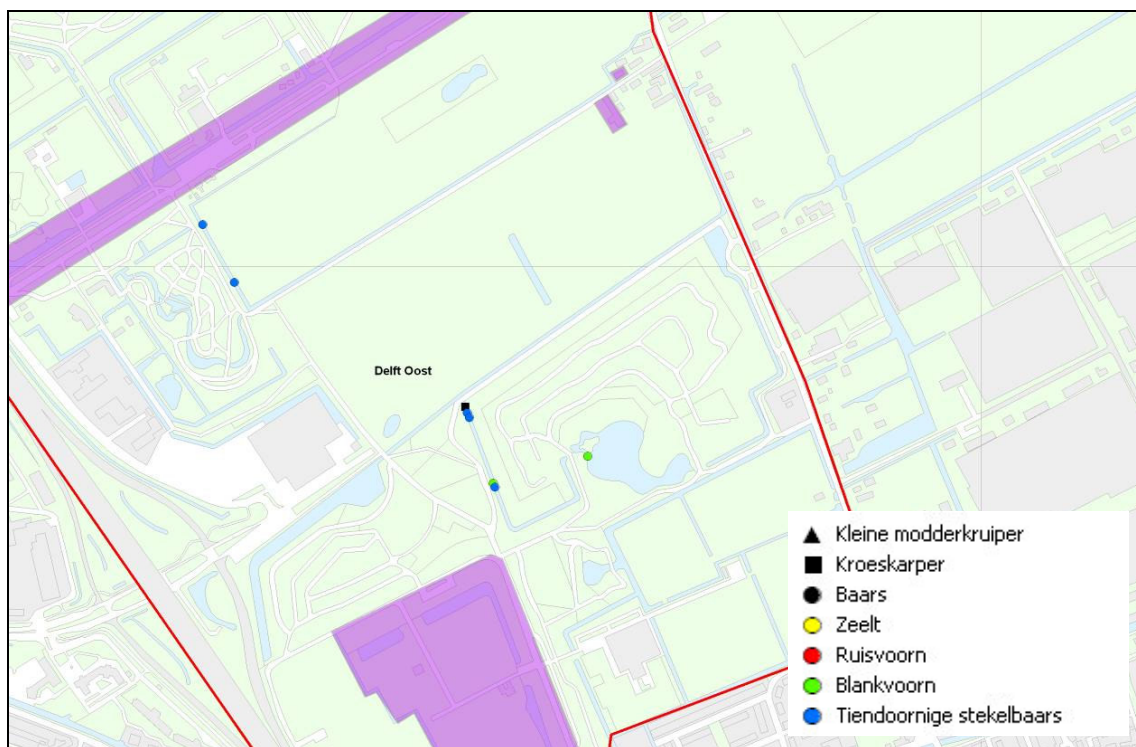 Delft Oost
Kleine modderkruiper
Kroeskarper
Baars
Zeelt
Ruisvoorn
Blankvoorn
Tiendoornige stekelbaars